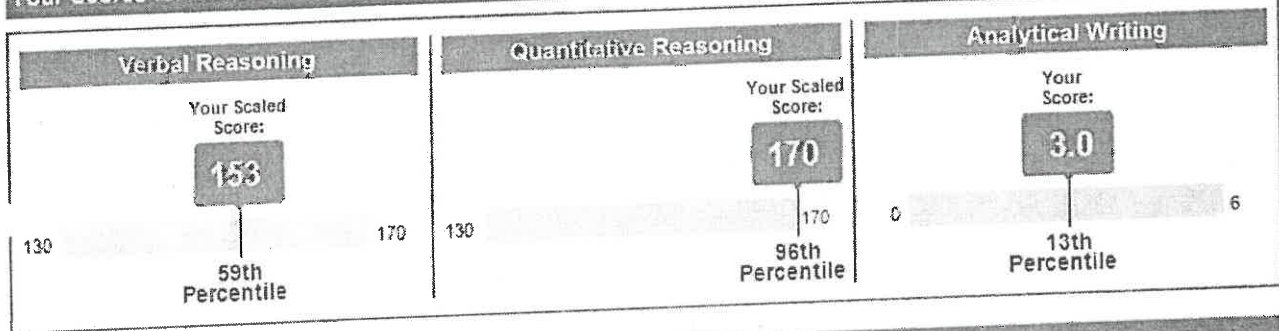 Verbal Reasoning
Your Scaled
Score:
153
130
170
59th
Percentile
Quantitative Reasoning
Your Scaled
Score:
170
130
170
96th
Percentile
Analytical Writing
Your
Score:
3.0
0
6
13th
Percentile